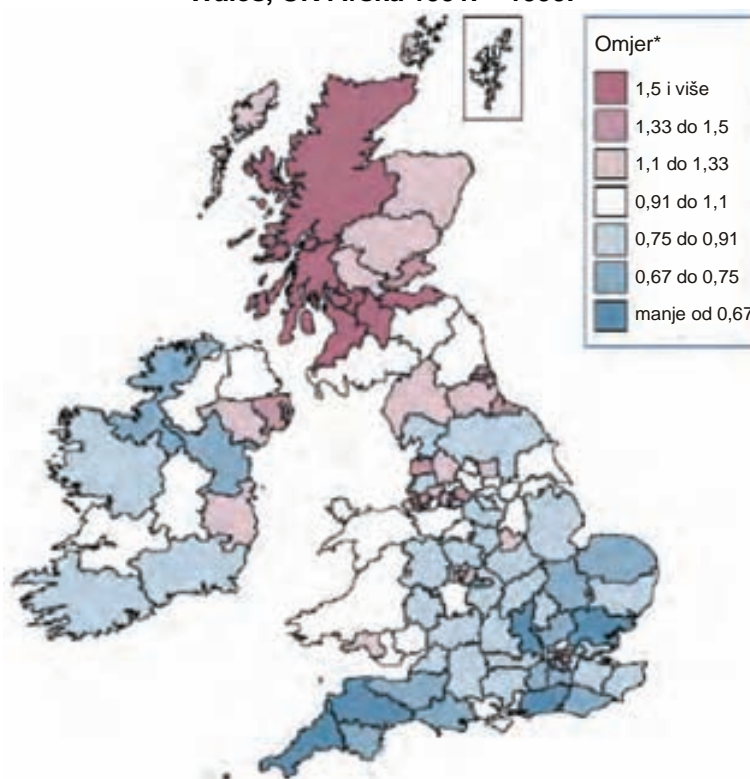 Omjer*
1,5 i više
1,33 do 1,5
1,1 do 1,33
0,91 do 1,1
0,75 do 0,91
0,67 do 0,75
manje od 0,67